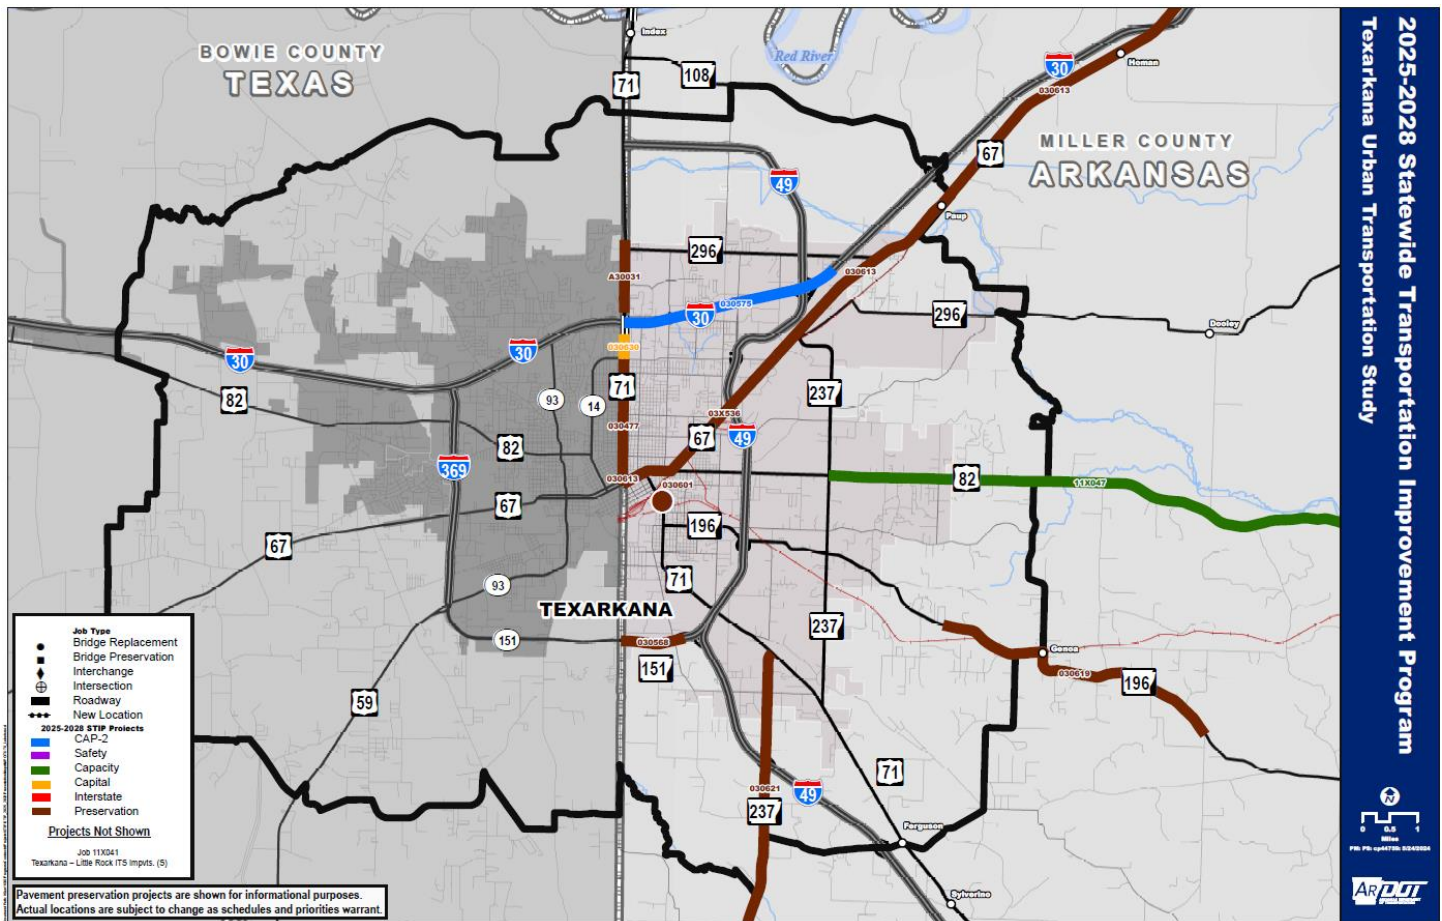 2025-2028 Statewide Transportation Improvement Program
Texarkana Urban Transportation Study
BOWIE COUNTY
TEXAS
MILLER COUNTY
ARKANSAS
Red River
Index
Homan
Paup
Dooley
Genoa
Ferguson
Sylverino
TEXARKANA
71
108
30
030613
67
49
296
A30031
030613
030575
30
296
30
30
030630
82
93
14
71
237
03X536
030477
67
49
82
369
030613
82
11X047
030601
67
196
67
93
71
237
151
030568
151
030619
196
59
71
030621
237
49
Job Type
Bridge Replacement
Bridge Preservation
Interchange
Intersection
Roadway
New Location
2025-2028 STIP Projects
CAP-2
Safety
Capacity
Capital
Interstate
Preservation
Projects Not Shown
Job 11X041
Texarkana – Little Rock ITS Impvts. (S)
Pavement preservation projects are shown for informational purposes.
Actual locations are subject to change as schedules and priorities warrant.
N
0 0.5 1
Miles
ARDOT